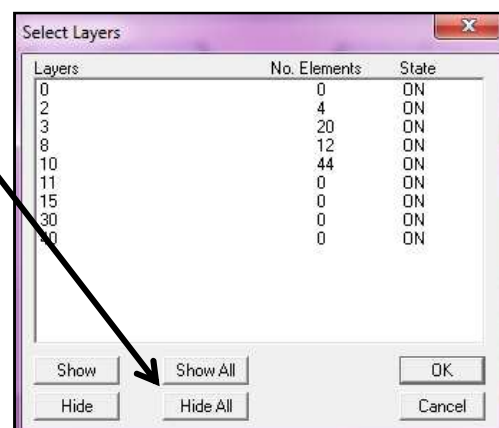 Select Layers
Layers No. Elements State
0 0 ON
2 4 ON
3 20 ON
8 12 ON
10 44 ON
11 0 ON
15 0 ON
30 0 ON
40 0 ON
Show Show All OK
Hide Hide All Cancel